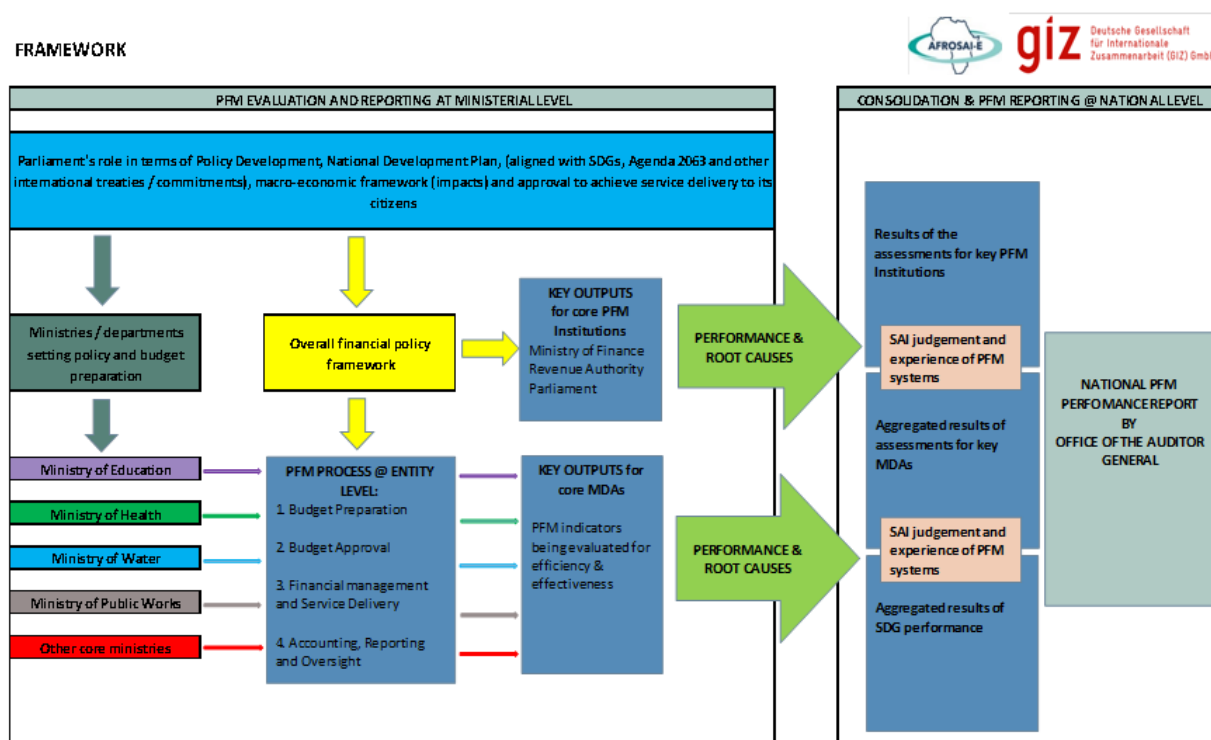 FRAMEWORK
AFROSAI-E
giz
Deutsche Gesellschaft
für Internationale
Zusammenarbeit (GIZ) GmbH
PFM EVALUATION AND REPORTING AT MINISTERIAL LEVEL
Parliament's role in terms of Policy Development, National Development Plan, (aligned with SDGs, Agenda 2063 and other
international treaties / commitments), macro-economic framework (impacts) and approval to achieve service delivery to its
citizens
Ministries / departments
setting policy and budget
preparation
Overall financial policy
framework
KEY OUTPUTS
for core PFM
Institutions
Ministry of Finance
Revenue Authority
Parliament
PERFORMANCE &
ROOT CAUSES
Ministry of Education
Ministry of Health
Ministry of Water
Ministry of Public Works
Other core ministries
PFM PROCESS @ ENTITY
LEVEL:
1. Budget Preparation
2. Budget Approval
3. Financial management
and Service Delivery
4. Accounting, Reporting
and Oversight
KEY OUTPUTS for
core MDAs
PFM indicators
being evaluated for
efficiency &
effectiveness
PERFORMANCE &
ROOT CAUSES
CONSOLIDATION & PFM REPORTING @ NATIONAL LEVEL
Results of the
assessments for key PFM
Institutions
SAI judgement and
experience of PFM
systems
Aggregated results of
assessments for key
MDAs
SAI judgement and
experience of PFM
systems
Aggregated results of
SDG performance
NATIONAL PFM
PERFOMANCE REPORT
BY
OFFICE OF THE AUDITOR
GENERAL